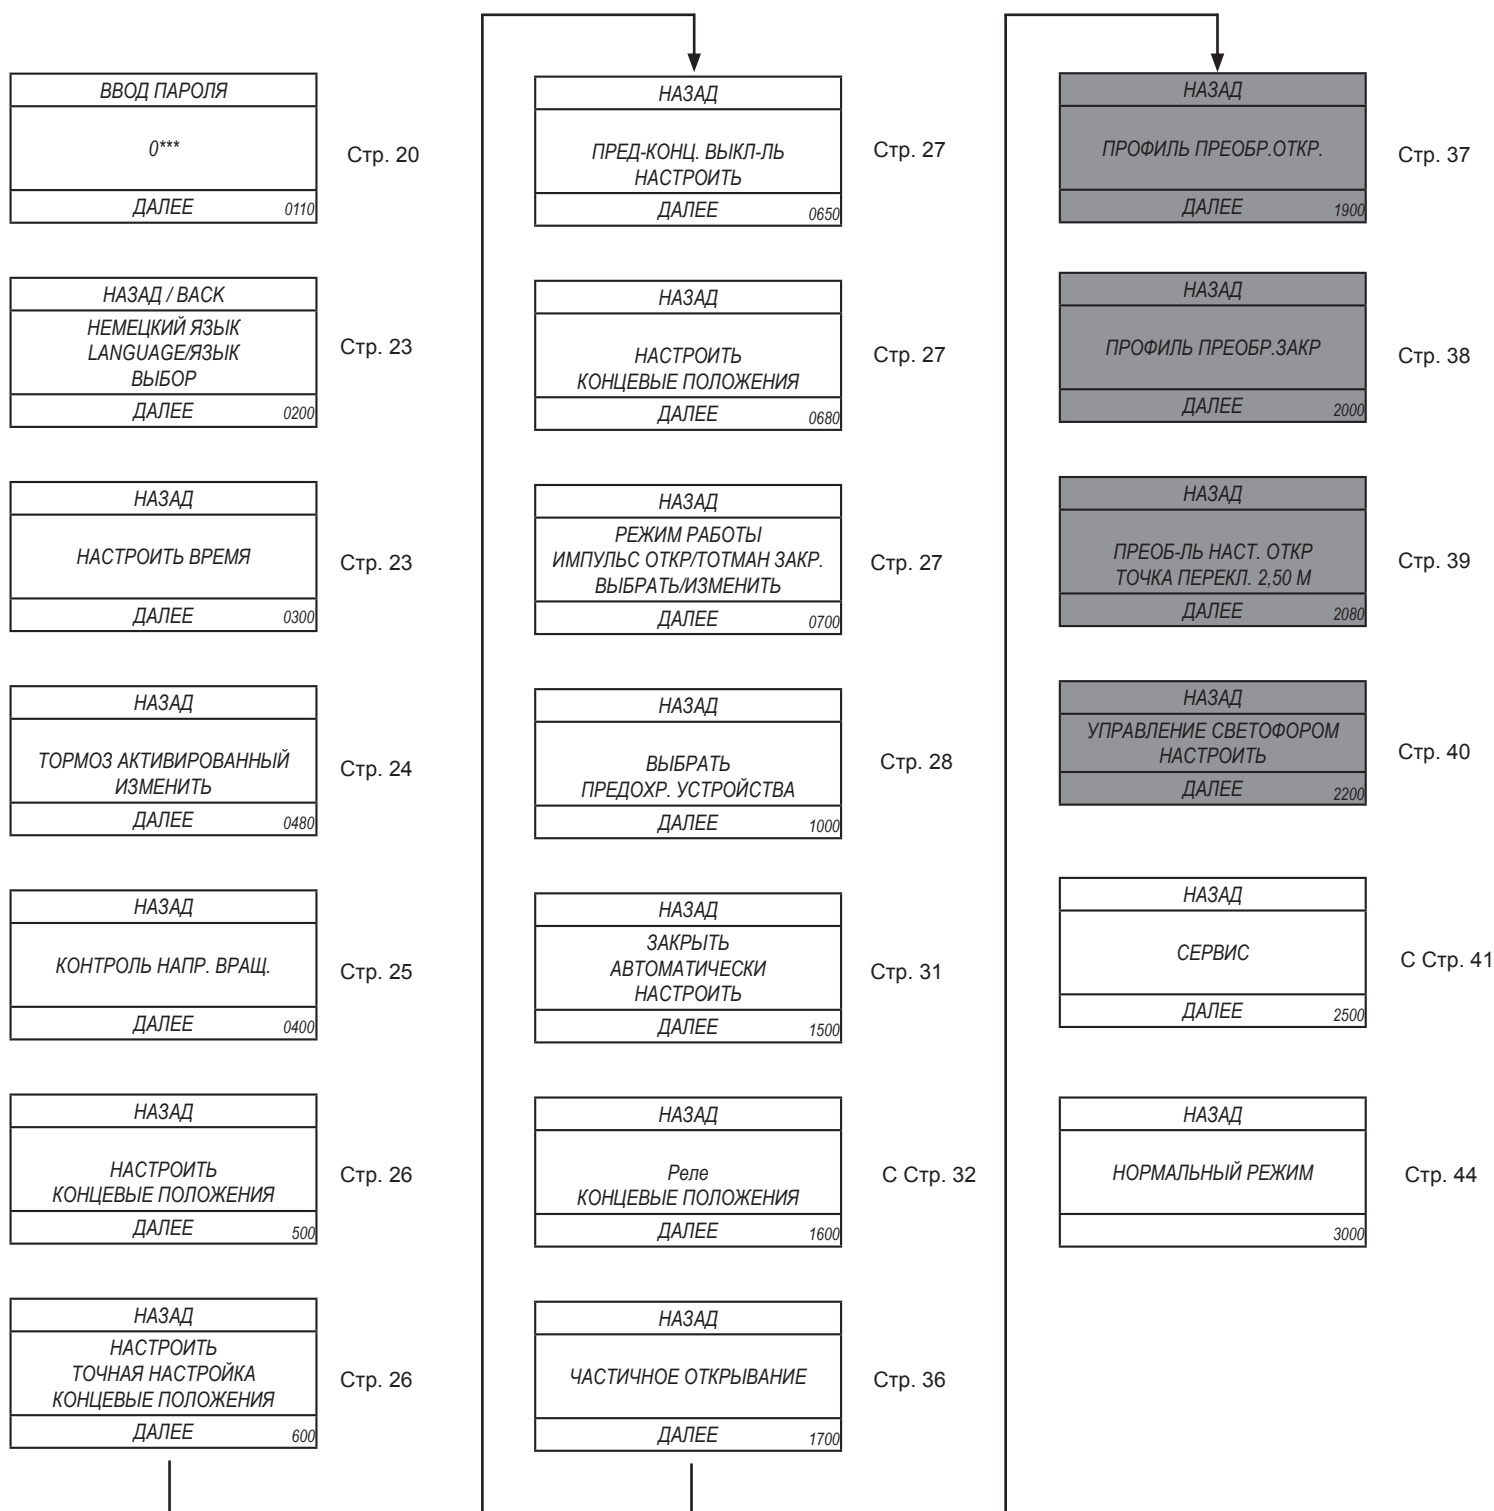 ВВОД ПАРОЛЯ
0***
Стр. 20
ДАЛЕЕ 0110
НАЗАД / BACK
НЕМЕЦКИЙ ЯЗЫК
LANGUAGE/ЯЗЫК
ВЫБОР
Стр. 23
ДАЛЕЕ 0200
НАЗАД
НАСТРОИТЬ ВРЕМЯ
Стр. 23
ДАЛЕЕ 0300
НАЗАД
ТОРМОЗ АКТИВИРОВАННЫЙ
ИЗМЕНИТЬ
Стр. 24
ДАЛЕЕ 0480
НАЗАД
КОНТРОЛЬ НАПР. ВРАЩ.
Стр. 25
ДАЛЕЕ 0400
НАЗАД
НАСТРОИТЬ
КОНЦЕВЫЕ ПОЛОЖЕНИЯ
Стр. 26
ДАЛЕЕ 500
НАЗАД
НАСТРОИТЬ
ТОЧНАЯ НАСТРОЙКА
КОНЦЕВЫЕ ПОЛОЖЕНИЯ
Стр. 26
ДАЛЕЕ 600
НАЗАД
ПРЕД-КОНЦ. ВЫКЛ-ЛЬ
НАСТРОИТЬ
Стр. 27
ДАЛЕЕ 0650
НАЗАД
НАСТРОИТЬ
КОНЦЕВЫЕ ПОЛОЖЕНИЯ
Стр. 27
ДАЛЕЕ 0680
НАЗАД
РЕЖИМ РАБОТЫ
ИМПУЛЬС ОТКР/ТОТМАН ЗАКР.
ВЫБРАТЬ/ИЗМЕНИТЬ
Стр. 27
ДАЛЕЕ 0700
НАЗАД
ВЫБРАТЬ
ПРЕДОХР. УСТРОЙСТВА
Стр. 28
ДАЛЕЕ 1000
НАЗАД
ЗАКРЫТЬ
АВТОМАТИЧЕСКИ
НАСТРОИТЬ
Стр. 31
ДАЛЕЕ 1500
НАЗАД
Реле
КОНЦЕВЫЕ ПОЛОЖЕНИЯ
С Стр. 32
ДАЛЕЕ 1600
НАЗАД
ЧАСТИЧНОЕ ОТКРЫВАНИЕ
Стр. 36
ДАЛЕЕ 1700
НАЗАД
ПРОФИЛЬ ПРЕОБР.ОТКР.
Стр. 37
ДАЛЕЕ 1900
НАЗАД
ПРОФИЛЬ ПРЕОБР.ЗАКР
Стр. 38
ДАЛЕЕ 2000
НАЗАД
ПРЕОБ-ЛЬ НАСТ. ОТКР
ТОЧКА ПЕРЕКЛ. 2,50 М
Стр. 39
ДАЛЕЕ 2080
НАЗАД
УПРАВЛЕНИЕ СВЕТОФОРОМ
НАСТРОИТЬ
Стр. 40
ДАЛЕЕ 2200
НАЗАД
СЕРВИС
С Стр. 41
ДАЛЕЕ 2500
НАЗАД
НОРМАЛЬНЫЙ РЕЖИМ
Стр. 44
3000